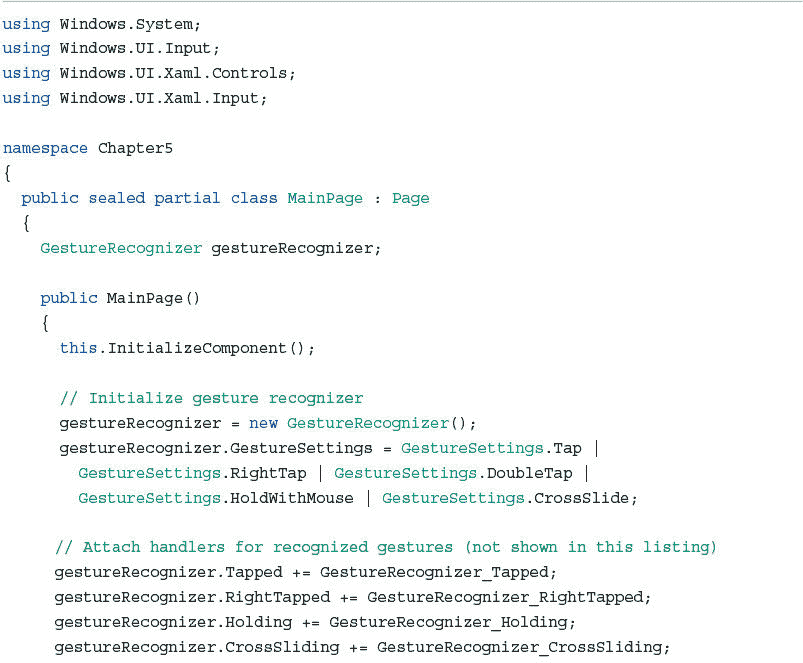 using Windows.System;
using Windows.UI.Input;
using Windows.UI.Xaml.Controls;
using Windows.UI.Xaml.Input;

namespace Chapter5
{
  public sealed partial class MainPage : Page
  {
    GestureRecognizer gestureRecognizer;

    public MainPage()
    {
      this.InitializeComponent();

      // Initialize gesture recognizer
      gestureRecognizer = new GestureRecognizer();
      gestureRecognizer.GestureSettings = GestureSettings.Tap |
        GestureSettings.RightTap | GestureSettings.DoubleTap |
        GestureSettings.HoldWithMouse | GestureSettings.CrossSlide;

      // Attach handlers for recognized gestures (not shown in this listing)
      gestureRecognizer.Tapped += GestureRecognizer_Tapped;
      gestureRecognizer.RightTapped += GestureRecognizer_RightTapped;
      gestureRecognizer.Holding += GestureRecognizer_Holding;
      gestureRecognizer.CrossSliding += GestureRecognizer_CrossSliding;